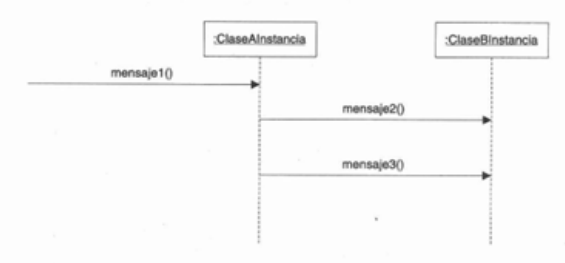 :ClaseAInstancia
:ClaseBInstancia
mensaje1()
mensaje2()
mensaje3()